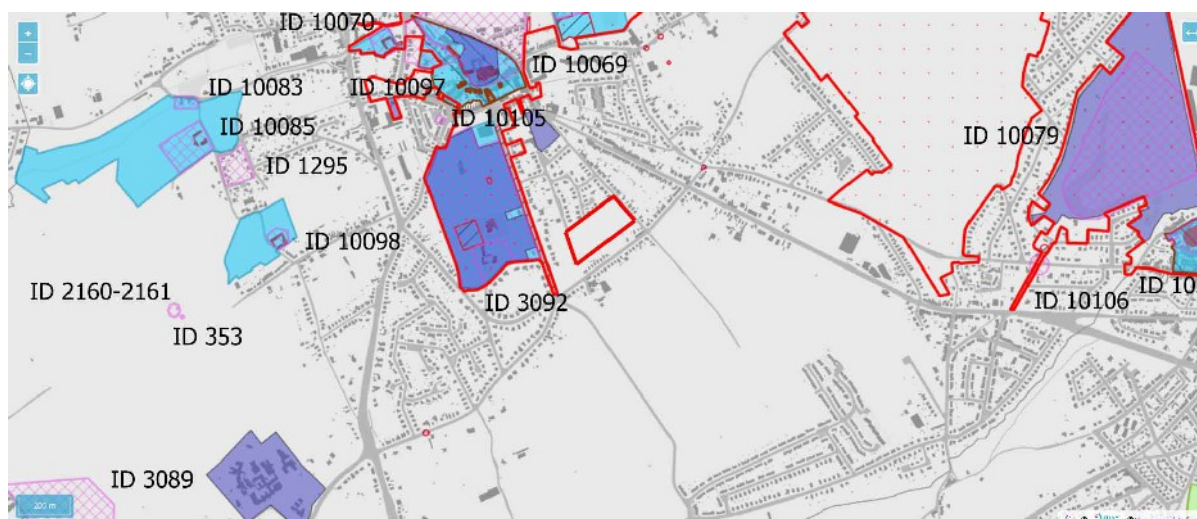 +
ID 10070
−
ID 10069
ID 10083
ID 10097
ID 10105
ID 10085
ID 10079
ID 1295
ID 10098
ID 2160-2161
ID 3092
ID 10106
ID 10
ID 353
ID 3089
200 m